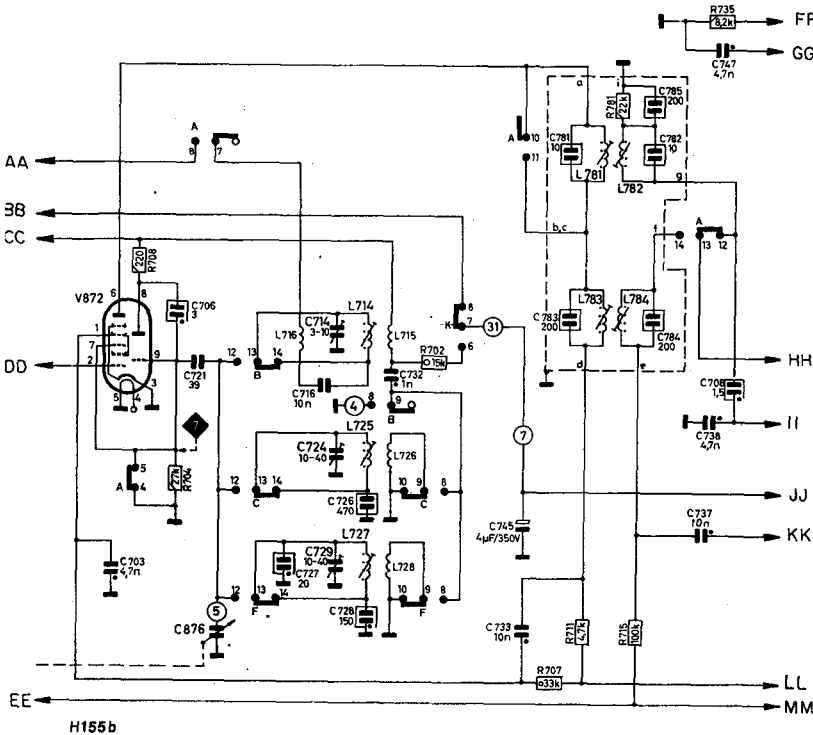 R735
8,2k
FF
C747
4,7n
GG
a
i
R781
22k
C785
200
A
8
7
A
10
11
C781
10
L781
C782
10
L782
g
AA
BB
CC
b,c
f
14
A
13
12
220
R708
6
8
V872
C706
3
1
7
2
9
3
5
4
L714
C714
3-10
L716
L715
8
7
K
6
31
L783
L784
C783
200
C784
200
d
e
DD
C721
39
12
13
14
B
R702
15k
C716
10n
C732
1n
HH
C708
1,5
4
8
9
B
7
C738
4,7n
II
L725
C724
10-40
L726
5
A
4
27k
R704
12
13
14
C
10
9
C
8
C726
470
7
JJ
C737
10n
KK
C745
4µF/350V
L727
C729
10-40
C727
20
L728
C703
4,7n
12
13
14
F
10
9
F
8
5
C876
C728
150
C733
10n
R711
4,7k
R715
100k
R707
33k
LL
EE
MM
H155b